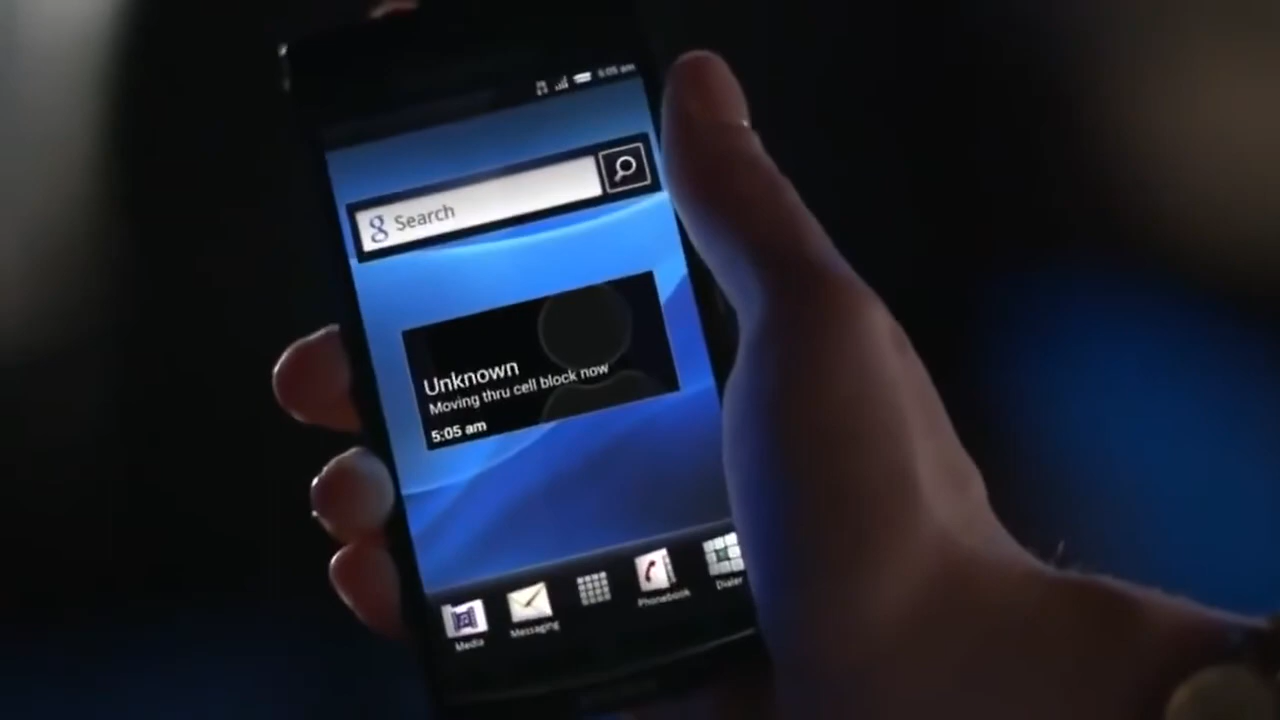 5:05 am
g Search
Unknown
Moving thru cell block now
5:05 am
Media
Messaging
Phonebook
Dialer